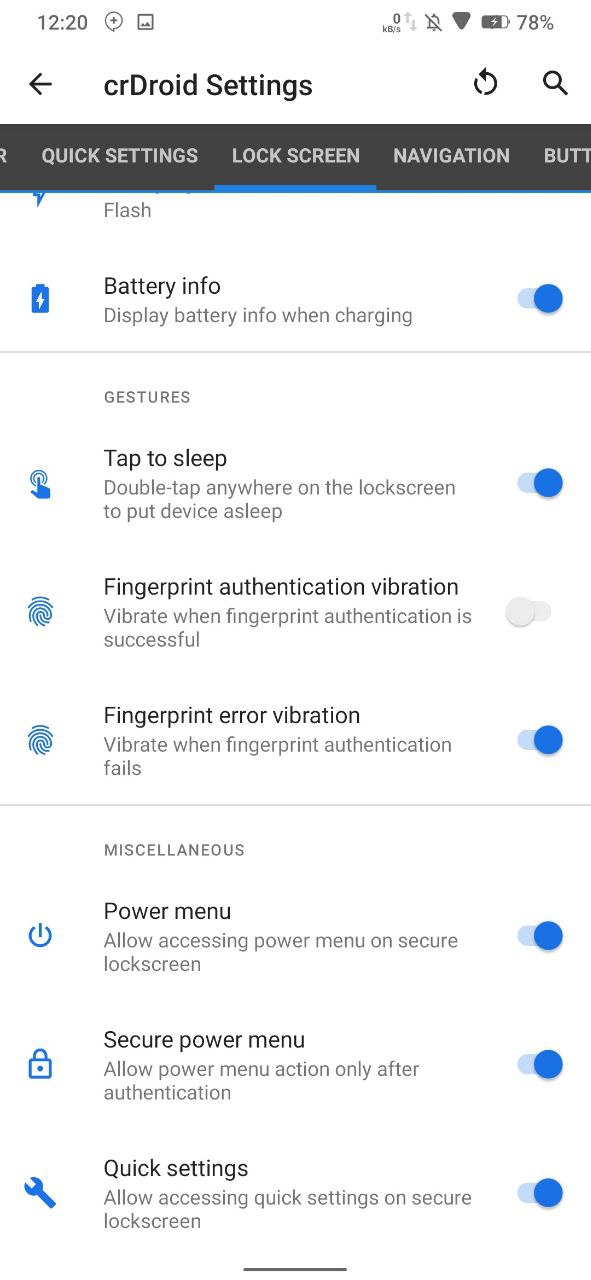 12:20
0
kB/s
78%
crDroid Settings
R
QUICK SETTINGS
LOCK SCREEN
NAVIGATION
BUTT
Flash
Battery info
Display battery info when charging
GESTURES
Tap to sleep
Double-tap anywhere on the lockscreen
to put device asleep
Fingerprint authentication vibration
Vibrate when fingerprint authentication is
successful
Fingerprint error vibration
Vibrate when fingerprint authentication
fails
MISCELLANEOUS
Power menu
Allow accessing power menu on secure
lockscreen
Secure power menu
Allow power menu action only after
authentication
Quick settings
Allow accessing quick settings on secure
lockscreen